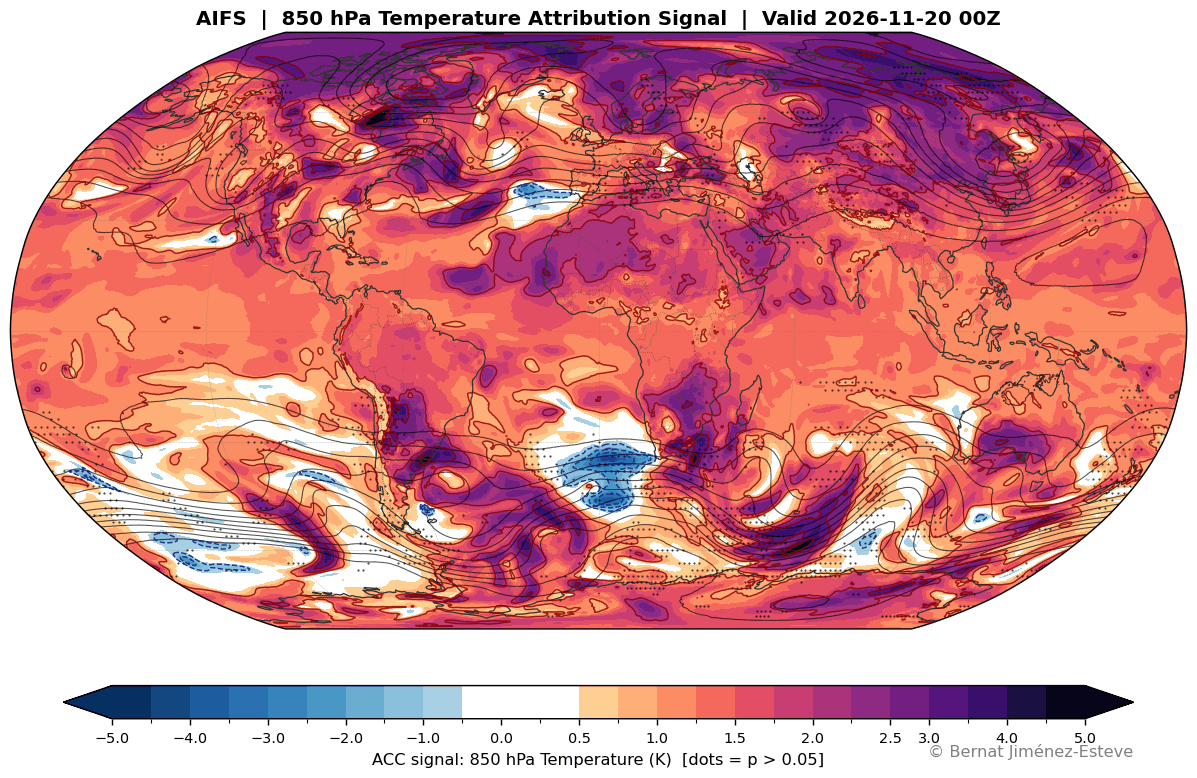 AIFS | 850 hPa Temperature Attribution Signal | Valid 2026-11-20 00Z
−5.0 −4.0 −3.0 −2.0 −1.0 0.0 0.5 1.0 1.5 2.0 2.5 3.0 4.0 5.0
ACC signal: 850 hPa Temperature (K) [dots = p > 0.05]
© Bernat Jiménez-Esteve